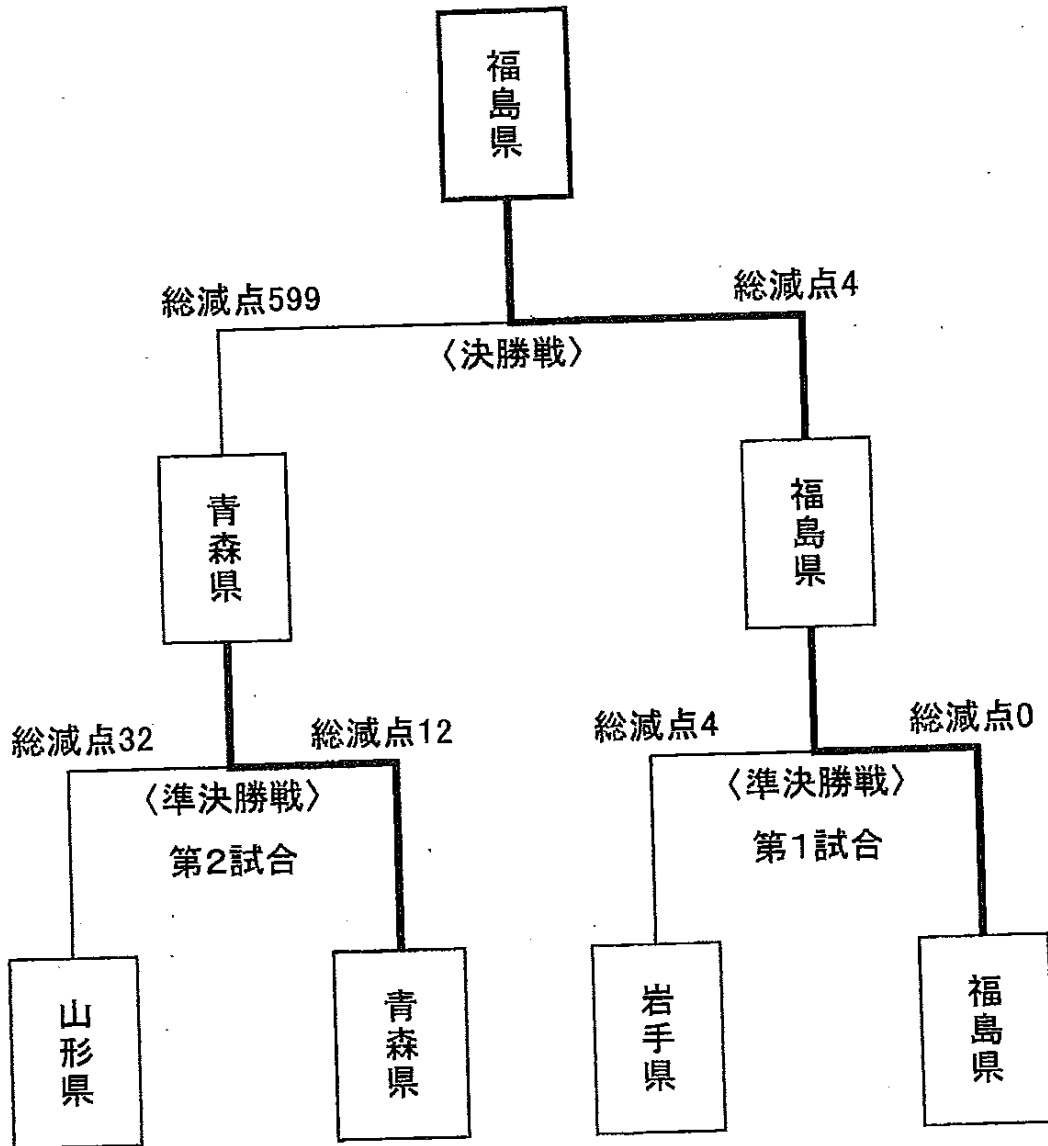 福島県
総減点599
総減点4
〈決勝戦〉
青森県
福島県
総減点32
総減点12
総減点4
総減点0
〈準決勝戦〉
第2試合
〈準決勝戦〉
第1試合
山形県
青森県
岩手県
福島県